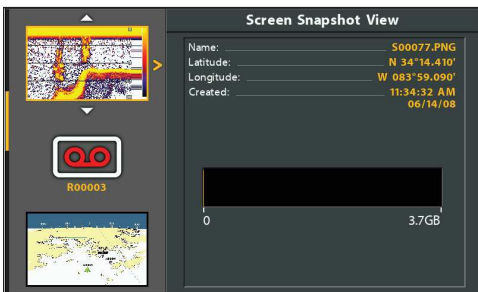 Screen Snapshot View
Name: S00077.PNG
Latitude: N 34°14.410'
Longitude: W 083°59.090'
Created: 11:34:32 AM
06/14/08
R00003
0 3.7GB